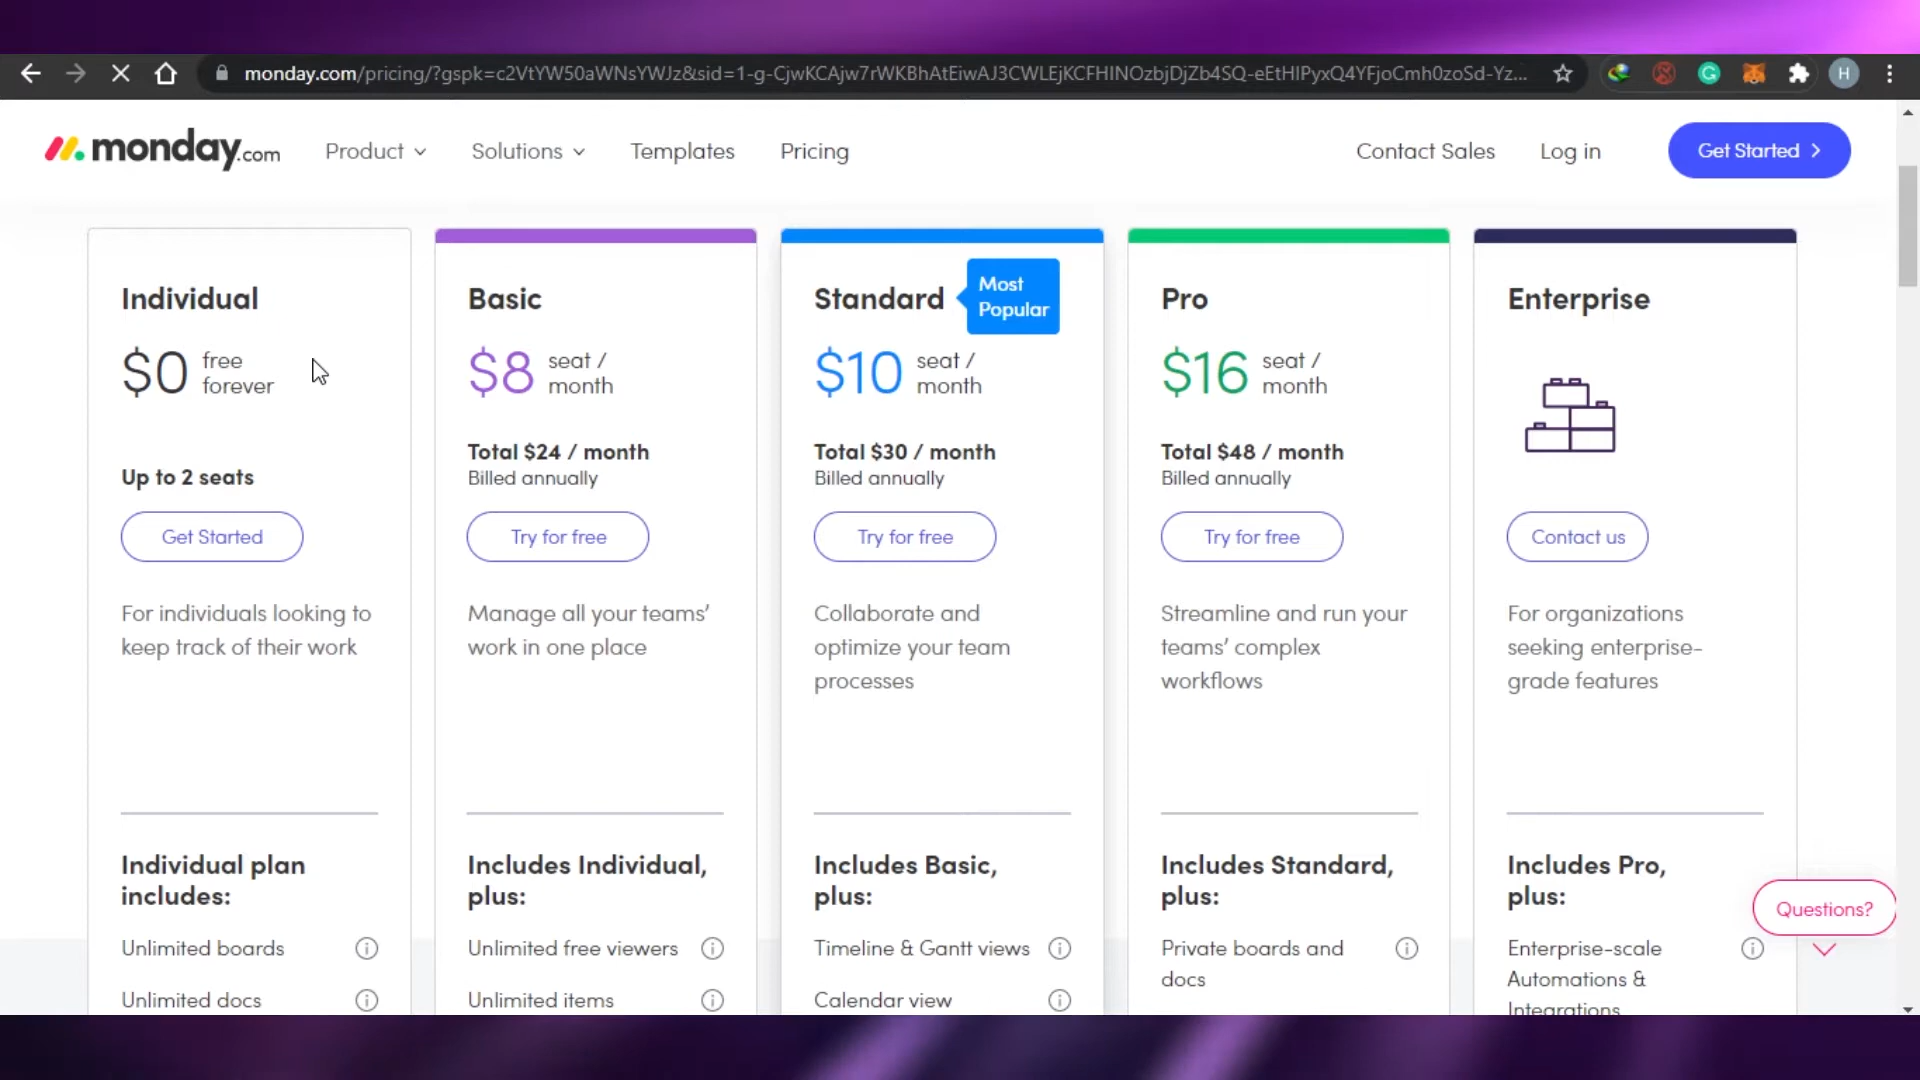 monday.com/pricing/?gspk=c2VtYW50aWNsYWJz&sid=1-g-CjwKCAjw7rWKBhAtEiwAJ3CWLEjKCFHINOzbjDjZb4SQ-eEtHIPyxQ4YFjoCmh0zoSd-Yz...
H
monday.com
Product
Solutions
Templates
Pricing
Contact Sales
Log in
Get Started
Individual
$0 free
forever
Up to 2 seats
Get Started
For individuals looking to
keep track of their work
Individual plan
includes:
Unlimited boards
Unlimited docs
Basic
$8 seat /
month
Total $24 / month
Billed annually
Try for free
Manage all your teams’
work in one place
Includes Individual,
plus:
Unlimited free viewers
Unlimited items
Standard
Most
Popular
$10 seat /
month
Total $30 / month
Billed annually
Try for free
Collaborate and
optimize your team
processes
Includes Basic,
plus:
Timeline & Gantt views
Calendar view
Pro
$16 seat /
month
Total $48 / month
Billed annually
Try for free
Streamline and run your
teams’ complex
workflows
Includes Standard,
plus:
Private boards and
docs
Enterprise
Contact us
For organizations
seeking enterprise-
grade features
Includes Pro,
plus:
Enterprise-scale
Automations &
Integrations
Questions?